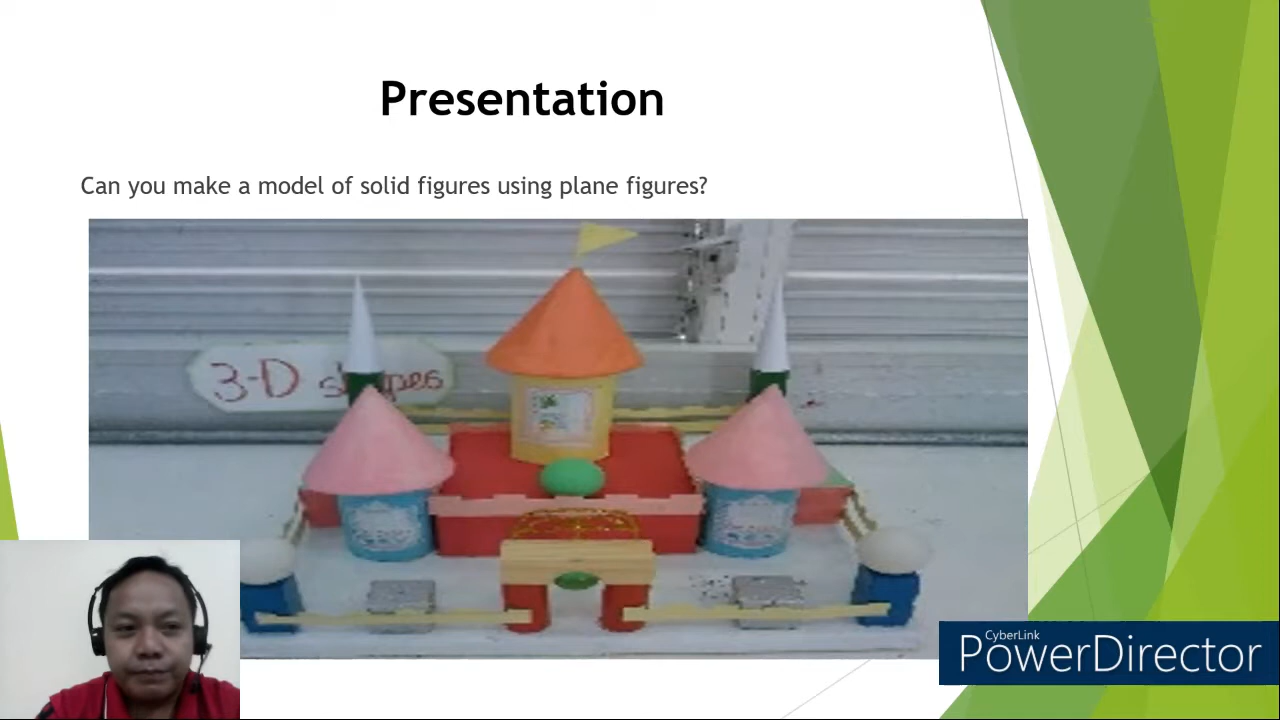 Presentation
Can you make a model of solid figures using plane figures?
3-D shapes
CyberLink
PowerDirector